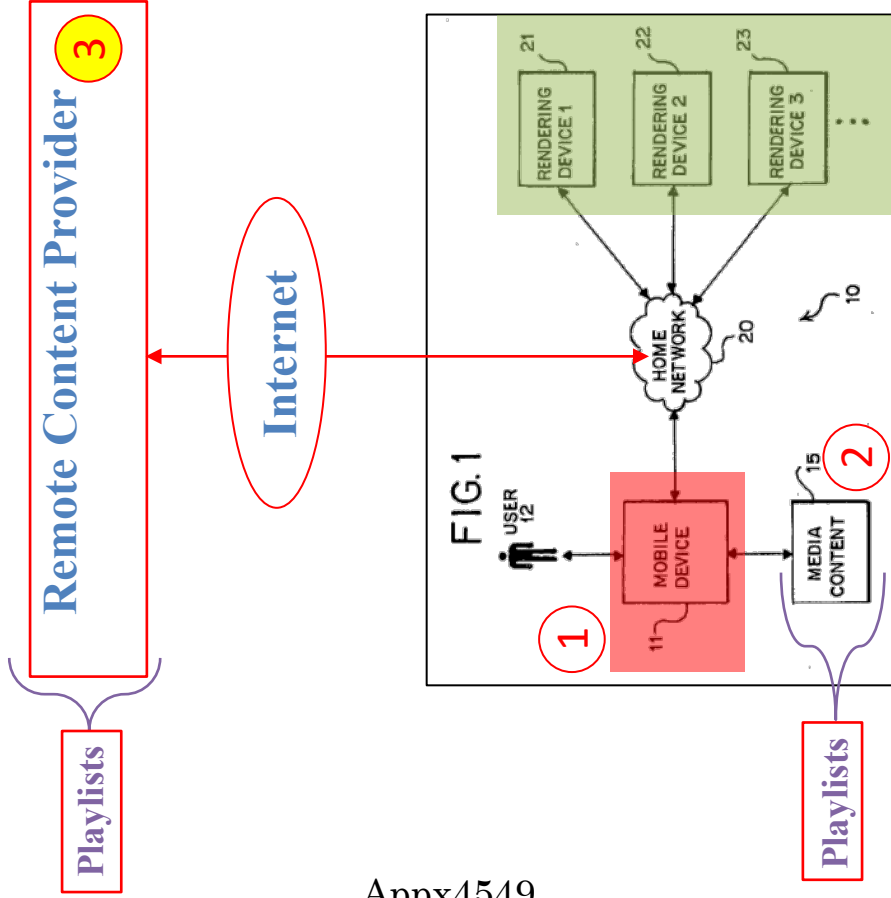 Playlists
Remote Content Provider
3
Internet
FIG. 1
USER
12
1
11
MOBILE
DEVICE
HOME
NETWORK
20
RENDERING
DEVICE 1
21
RENDERING
DEVICE 2
22
RENDERING
DEVICE 3
23
10
Playlists
MEDIA
CONTENT
15
2
Appx4549